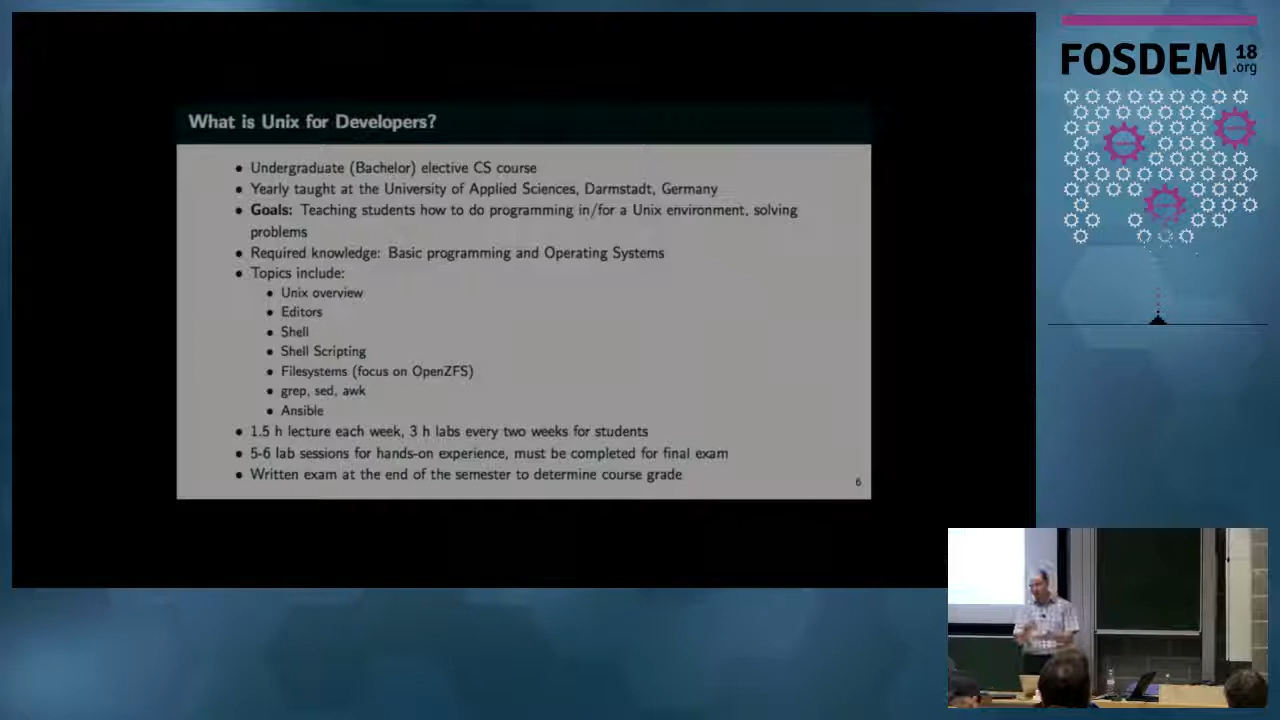 What is Unix for Developers?
• Undergraduate (Bachelor) elective CS course
• Yearly taught at the University of Applied Sciences, Darmstadt, Germany
• Goals: Teaching students how to do programming in/for a Unix environment, solving
problems
• Required knowledge: Basic programming and Operating Systems
• Topics include:
• Unix overview
• Editors
• Shell
• Shell Scripting
• Filesystems (focus on OpenZFS)
• grep, sed, awk
• Ansible
• 1.5 h lecture each week, 3 h labs every two weeks for students
• 5-6 lab sessions for hands-on experience, must be completed for final exam
• Written exam at the end of the semester to determine course grade
6
FOSDEM 18
.org